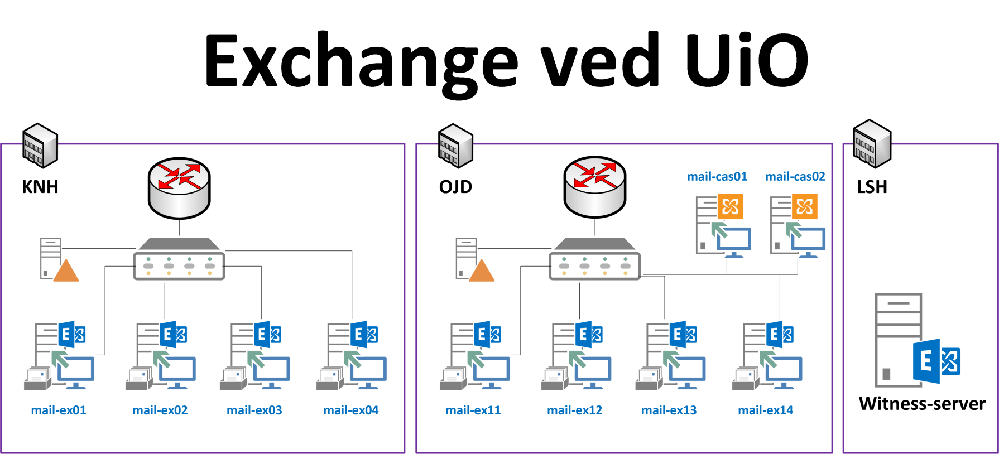 Exchange ved UiO
KNH
OJD
mail-cas01
mail-cas02
LSH
E
E
E
E
E
E
E
E
E
mail-ex01
mail-ex02
mail-ex03
mail-ex04
mail-ex11
mail-ex12
mail-ex13
mail-ex14
Witness-server